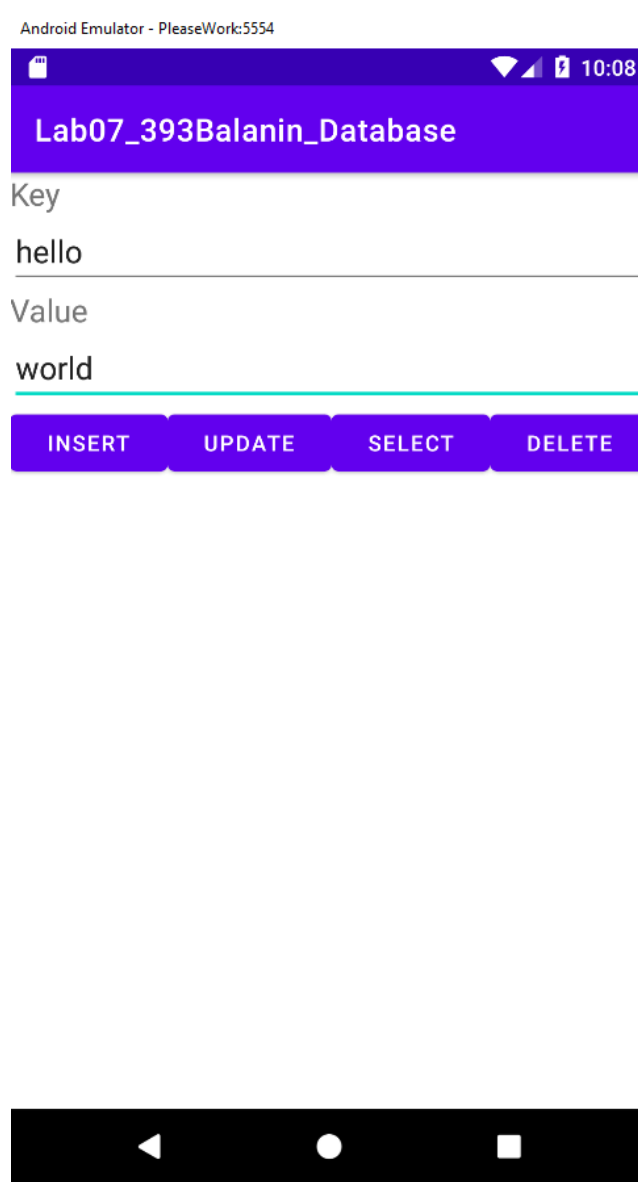 Android Emulator - PleaseWork:5554
10:08
Lab07_393Balanin_Database
Key
hello
Value
world
INSERT UPDATE SELECT DELETE